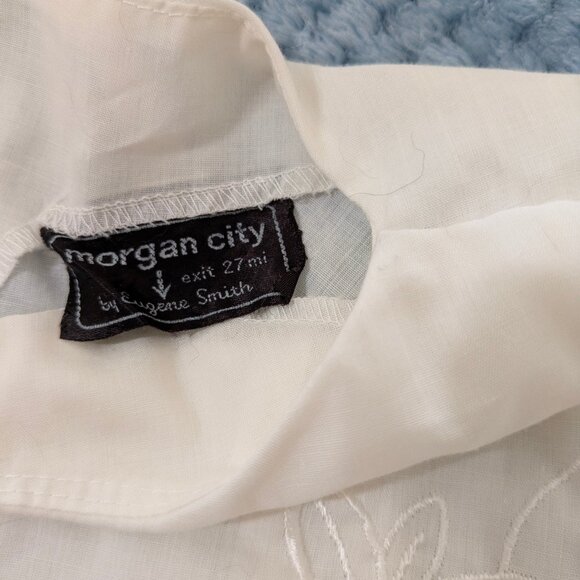 morgan city
exit 27 mi
by Eugene Smith